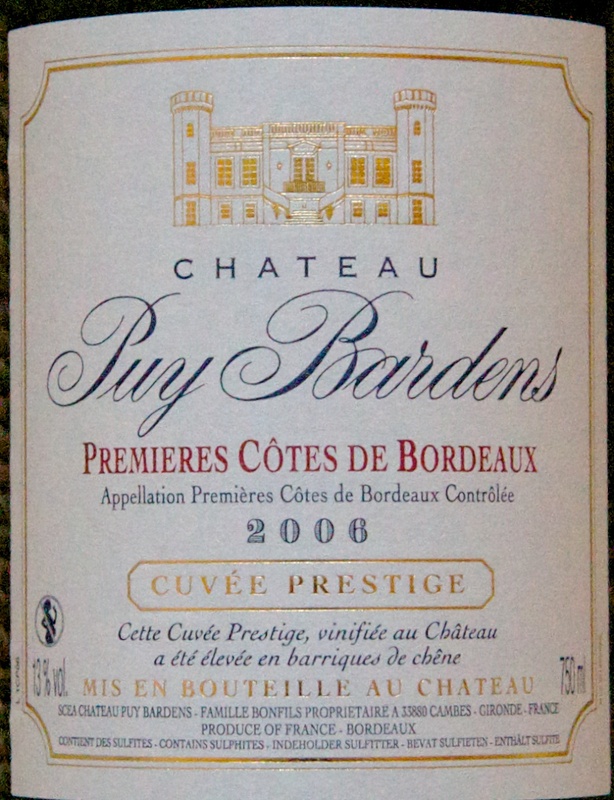 CHATEAU
Puy Bardens
PREMIERES CÔTES DE BORDEAUX
Appellation Premières Côtes de Bordeaux Contrôlée
2006
CUVÉE PRESTIGE
Cette Cuvée Prestige, vinifiée au Château
a été élevée en barriques de chêne
13 % vol.
MIS EN BOUTEILLE AU CHATEAU
750 ml
SCEA CHATEAU PUY BARDENS - FAMILLE BONFILS PROPRIETAIRE A 33880 CAMBES - GIRONDE - FRANCE
PRODUCE OF FRANCE - BORDEAUX
CONTIENT DES SULFITES - CONTAINS SULPHITES - INDEHOLDER SULFITTER - BEVAT SULFIETEN - ENTHÄLT SULFITE